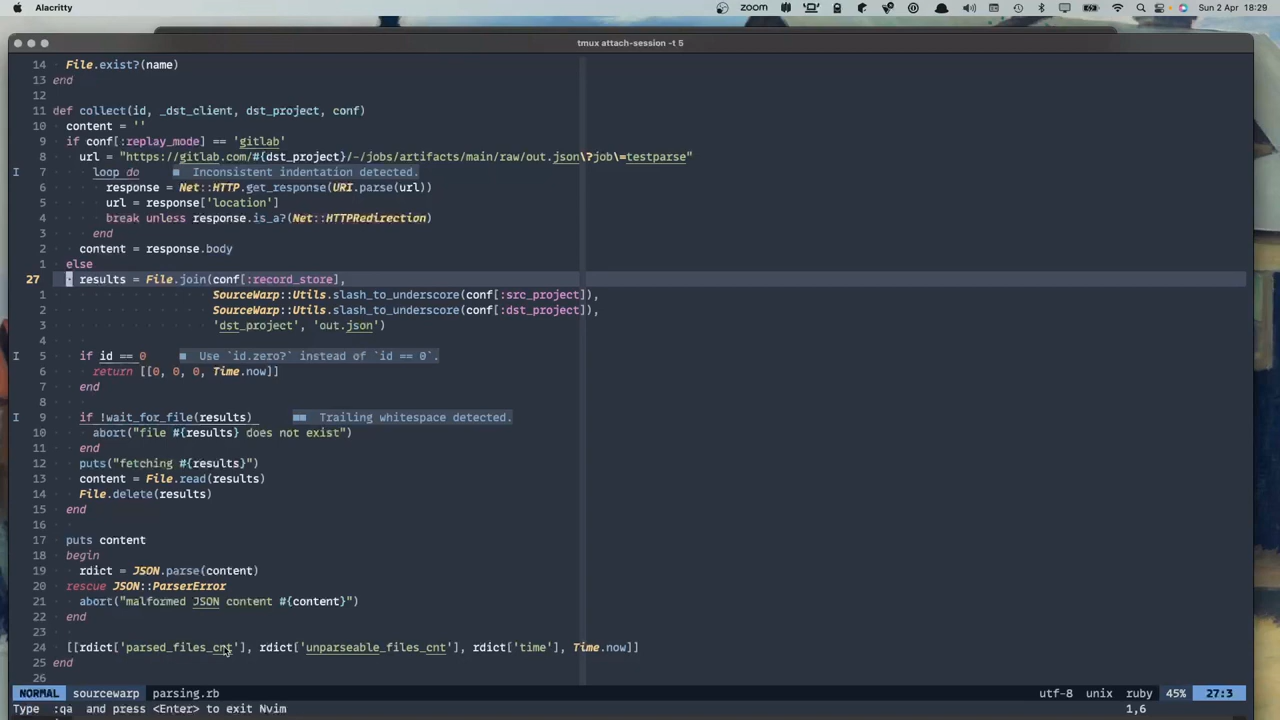 Alacritty
zoom
Sun 2 Apr 18:29
tmux attach-session -t 5
14 File.exist?(name)
13 end
12
11 def collect(id, _dst_client, dst_project, conf)
10 content = ''
9 if conf[:replay_mode] == 'gitlab'
8 url = "https://gitlab.com/#{dst_project}/-/jobs/artifacts/main/raw/out.json\?job\=testparse"
I 7 loop do ■ Inconsistent indentation detected.
6 response = Net::HTTP.get_response(URI.parse(url))
5 url = response['location']
4 break unless response.is_a?(Net::HTTPRedirection)
3 end
2 content = response.body
1 else
27 results = File.join(conf[:record_store],
1 SourceWarp::Utils.slash_to_underscore(conf[:src_project]),
2 SourceWarp::Utils.slash_to_underscore(conf[:dst_project]),
3 'dst_project', 'out.json')
4
I 5 if id == 0 ■ Use `id.zero?` instead of `id == 0`.
6 return [[0, 0, 0, Time.now]]
7 end
8
I 9 if !wait_for_file(results) ■■ Trailing whitespace detected.
10 abort("file #{results} does not exist")
11 end
12 puts("fetching #{results}")
13 content = File.read(results)
14 File.delete(results)
15 end
16
17 puts content
18 begin
19 rdict = JSON.parse(content)
20 rescue JSON::ParserError
21 abort("malformed JSON content #{content}")
22 end
23
24 [[rdict['parsed_files_cnt'], rdict['unparseable_files_cnt'], rdict['time'], Time.now]]
25 end
26
NORMAL sourcewarp parsing.rb utf-8 unix ruby 45% 27:3
Type :qa and press <Enter> to exit Nvim 1,6